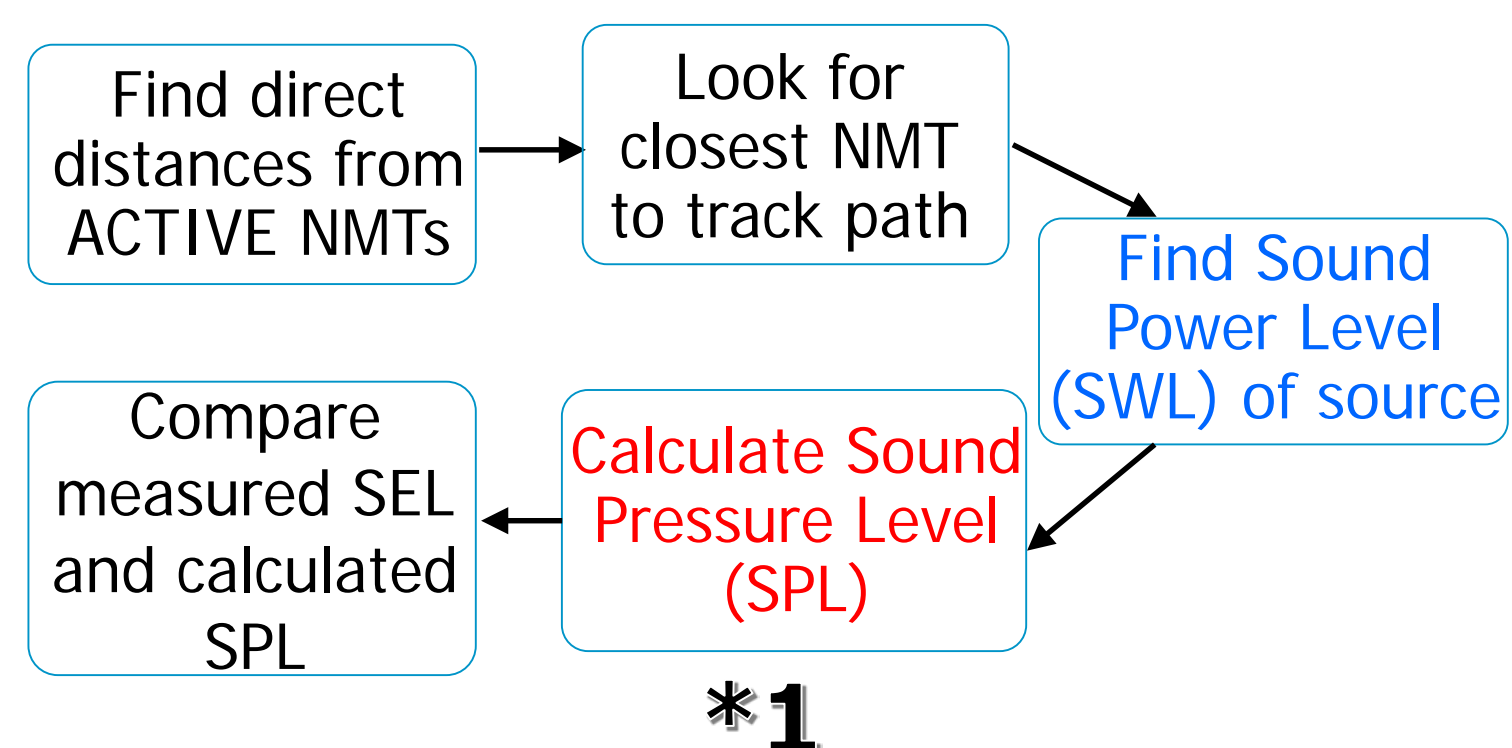 Find direct
distances from
ACTIVE NMTs
Look for
closest NMT
to track path
Find Sound
Power Level
(SWL) of source
Calculate Sound
Pressure Level
(SPL)
Compare
measured SEL
and calculated
SPL
*1